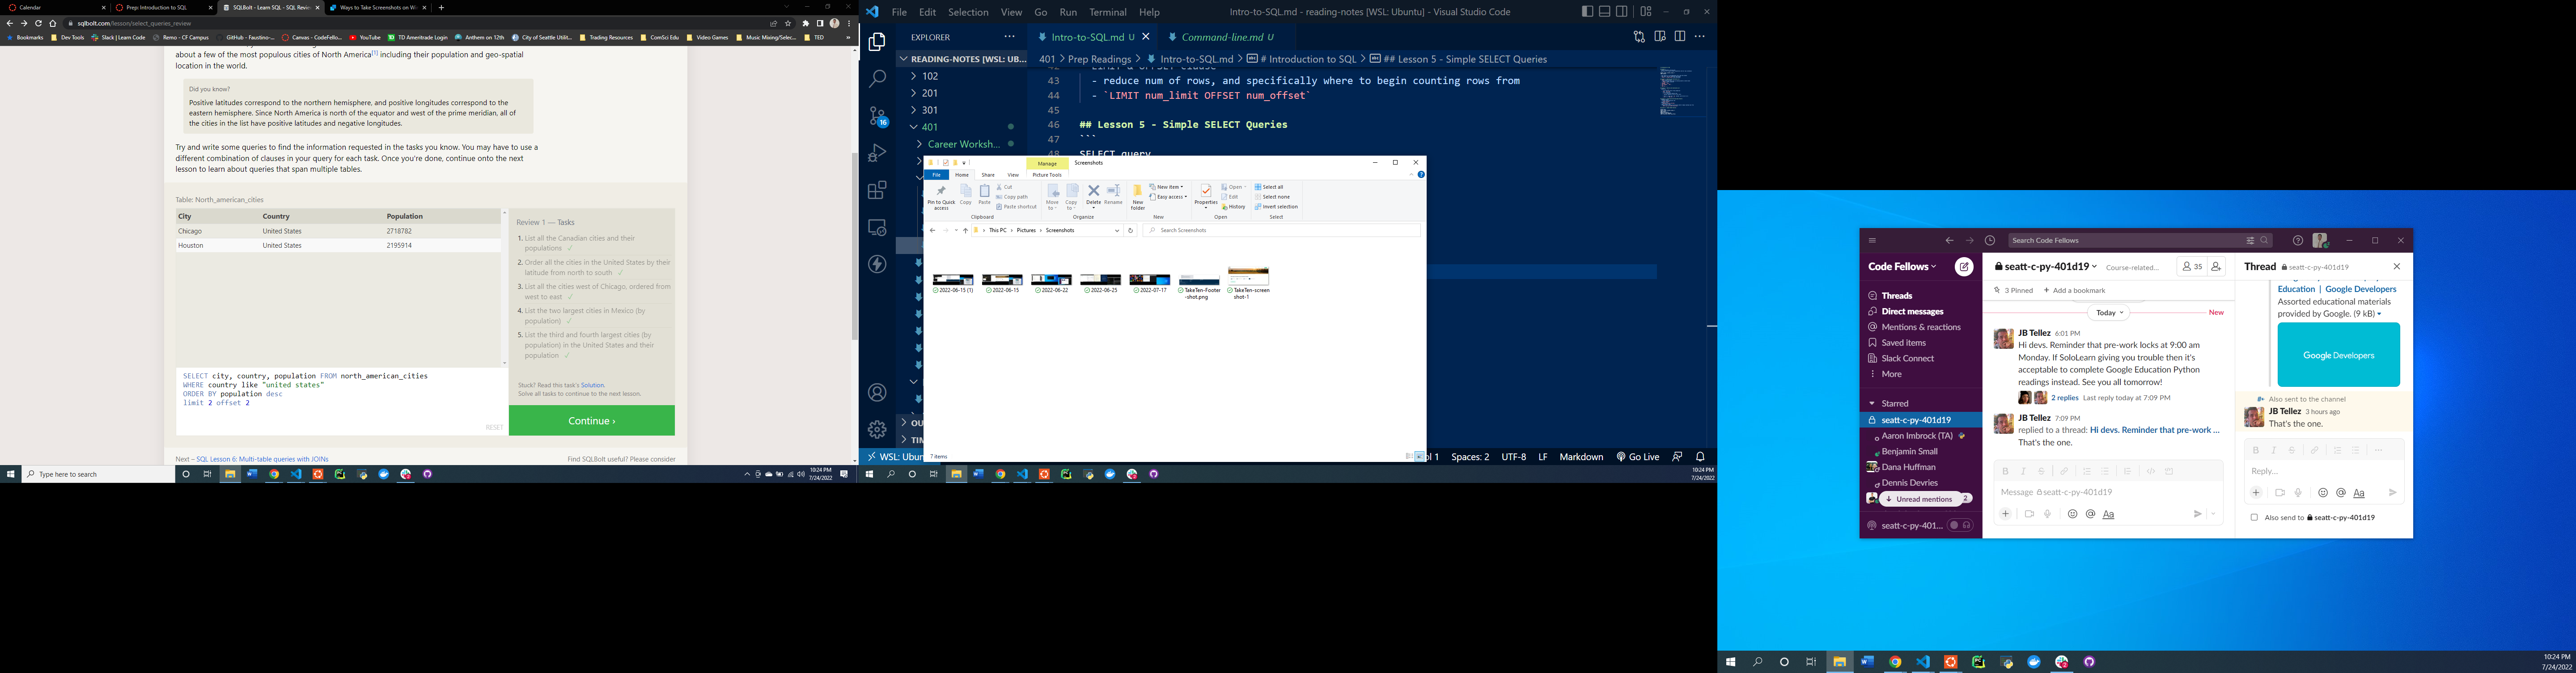 Calendar
Prep: Introduction to SQL
SQLBolt - Learn SQL - SQL Review
Ways to Take Screenshots on Wi
sqlbolt.com/lesson/select_queries_review
Bookmarks
Dev Tools
Slack | Learn Code
Remo - CF Campus
GitHub - Faustino-...
Canvas - CodeFello...
YouTube
TD Ameritrade Login
Anthem on 12th
City of Seattle Utilit...
Trading Resources
ComSci Edu
Video Games
Music Mixing/Selec...
TED
about a few of the most populous cities of North America[1] including their population and geo-spatial
location in the world.
Did you know?
Positive latitudes correspond to the northern hemisphere, and positive longitudes correspond to the
eastern hemisphere. Since North America is north of the equator and west of the prime meridian, all of
the cities in the list have positive latitudes and negative longitudes.
Try and write some queries to find the information requested in the tasks you know. You may have to use a
different combination of clauses in your query for each task. Once you're done, continue onto the next
lesson to learn about queries that span multiple tables.
Table: North_american_cities
City Country Population
Chicago United States 2718782
Houston United States 2195914
Review 1 — Tasks
1. List all the Canadian cities and their
populations ✓
2. Order all the cities in the United States by their
latitude from north to south ✓
3. List all the cities west of Chicago, ordered from
west to east ✓
4. List the two largest cities in Mexico (by
population) ✓
5. List the third and fourth largest cities (by
population) in the United States and their
population ✓
Stuck? Read this task's Solution.
Solve all tasks to continue to the next lesson.
Continue ›
SELECT city, country, population FROM north_american_cities
WHERE country like "united states"
ORDER BY population desc
limit 2 offset 2
RESET
Next – SQL Lesson 6: Multi-table queries with JOINs
Find SQLBolt useful? Please consider
Type here to search
10:24 PM
7/24/2022
File Edit Selection View Go Run Terminal Help
Intro-to-SQL.md - reading-notes [WSL: Ubuntu] - Visual Studio Code
EXPLORER
Intro-to-SQL.md U
Command-line.md U
READING-NOTES [WSL: UB...
401 > Prep Readings > Intro-to-SQL.md > # Introduction to SQL > ## Lesson 5 - Simple SELECT Queries
102
201
301
401
Career Worksh...
16
43 - reduce num of rows, and specifically where to begin counting rows from
44 - `LIMIT num_limit OFFSET num_offset`
45
46 ## Lesson 5 - Simple SELECT Queries
47 ```
48 SELECT query
Manage
Screenshots
File Home Share View Picture Tools
Pin to Quick
access
Copy
Paste
Cut
Copy path
Paste shortcut
Clipboard
Move
to
Copy
to
Delete
Rename
Organize
New
folder
New item
Easy access
New
Properties
Open
Edit
History
Open
Select all
Select none
Invert selection
Select
This PC > Pictures > Screenshots
Search Screenshots
2022-06-15 (1)
2022-06-15
2022-06-22
2022-06-25
2022-07-17
TakeTen-Footer
-shot.png
TakeTen-screen
shot-1
7 items
OU
TIM
WSL: Ubun
l 1
Spaces: 2
UTF-8
LF
Markdown
Go Live
10:24 PM
7/24/2022
Search Code Fellows
Code Fellows
Threads
Direct messages
Mentions & reactions
Saved items
Slack Connect
More
Starred
seatt-c-py-401d19
Aaron Imbrock (TA)
Benjamin Small
Dana Huffman
Dennis Devries
Unread mentions
2
seatt-c-py-401...
seatt-c-py-401d19
Course-related...
35
3 Pinned
Add a bookmark
Today
New
JB Tellez 6:01 PM
Hi devs. Reminder that pre-work locks at 9:00 am
Monday. If SoloLearn giving you trouble then it's
acceptable to complete Google Education Python
readings instead. See you all tomorrow!
2 replies Last reply today at 7:09 PM
JB Tellez 7:09 PM
replied to a thread: Hi devs. Reminder that pre-work ...
That's the one.
Message seatt-c-py-401d19
Thread seatt-c-py-401d19
Education | Google Developers
Assorted educational materials
provided by Google. (9 kB)
Google Developers
Also sent to the channel
JB Tellez 3 hours ago
That's the one.
Reply...
Also send to seatt-c-py-401d19
10:24 PM
7/24/2022